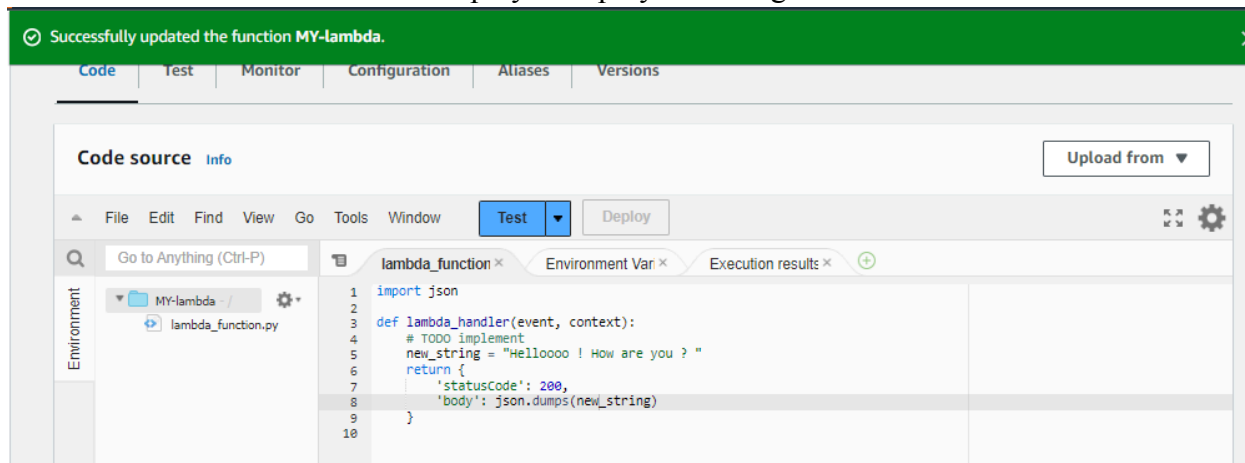 Successfully updated the function MY-lambda.
Code Test Monitor Configuration Aliases Versions
Code source Info
Upload from
File Edit Find View Go Tools Window Test Deploy
Go to Anything (Ctrl-P)
lambda_function Environment Vari Execution results
Environment
MY-lambda - /
lambda_function.py
1 import json
2
3 def lambda_handler(event, context):
4 # TODO implement
5 new_string = "Helloooo ! How are you ? "
6 return {
7 'statusCode': 200,
8 'body': json.dumps(new_string)
9 }
10